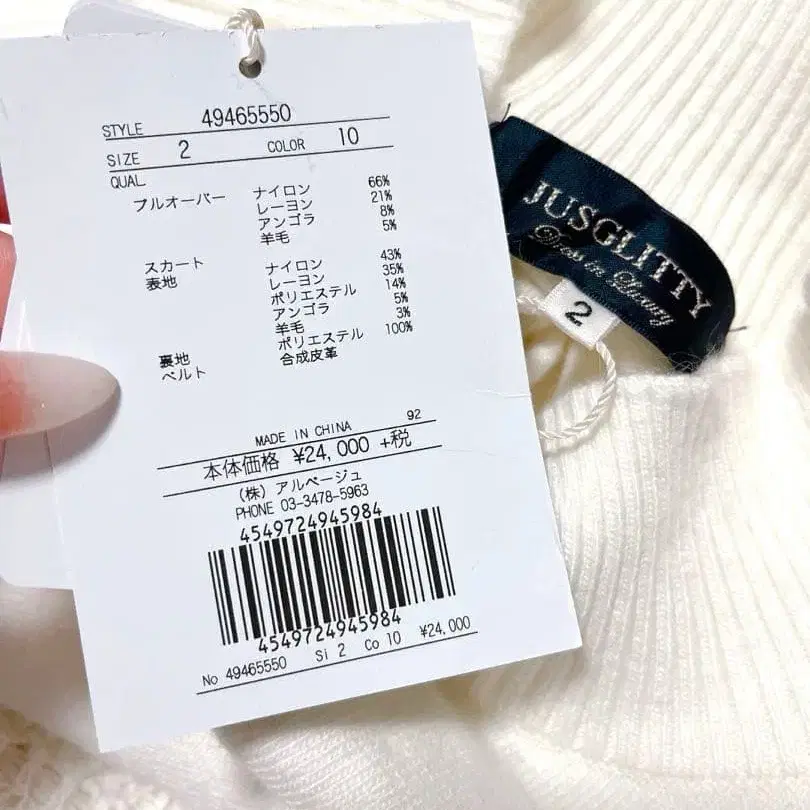 STYLE 49465550
SIZE 2 COLOR 10
QUAL
プルオーバー ナイロン 66%
レーヨン 21%
アンゴラ 8%
羊毛 5%
スカート
表地 ナイロン 43%
レーヨン 35%
ポリエステル 14%
アンゴラ 5%
羊毛 3%
裏地 ポリエステル 100%
ベルト 合成皮革
92
MADE IN CHINA
本体価格 ¥24,000 +税
(株) アルページュ
PHONE 03-3478-5963
4549724945984
4549724945984
No 49465550 Si 2 Co 10 ¥24,000
JUSGLITTY
Dress in Luxury
2